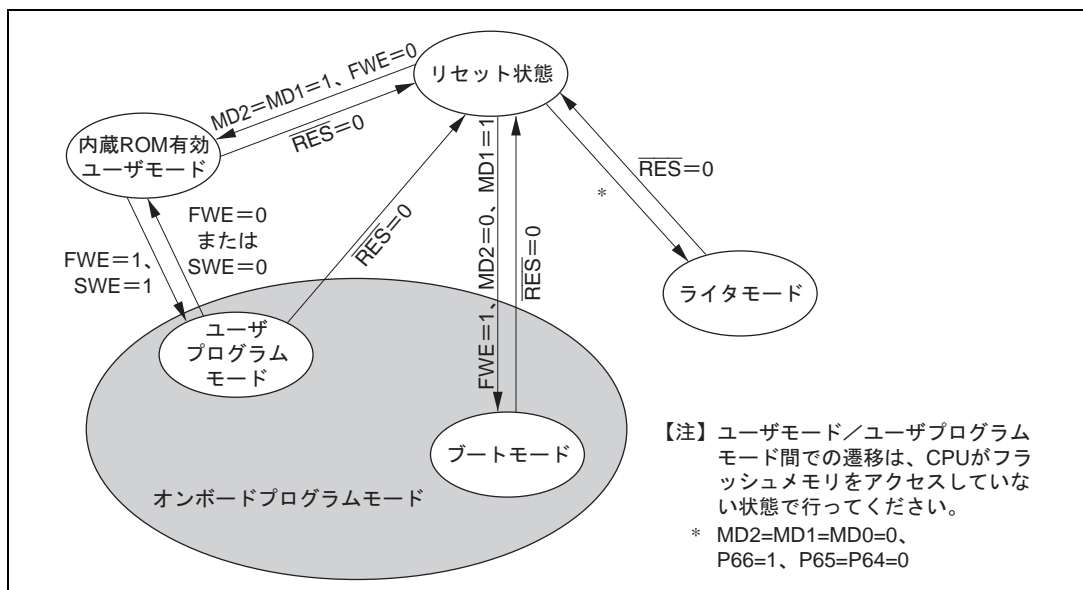 リセット状態
MD2=MD1=1、FWE=0
RES=0
内蔵ROM有効
ユーザモード
FWE=0
または
SWE=0
FWE=1、
SWE=1
RES=0
FWE=1、MD2=0、MD1=1
RES=0
*
RES=0
ライタモード
ユーザ
プログラム
モード
ブートモード
オンボードプログラムモード
【注】ユーザモード/ユーザプログラム
モード間での遷移は、CPUがフラ
ッシュメモリをアクセスしていな
い状態で行ってください。
* MD2=MD1=MD0=0、
P66=1、P65=P64=0